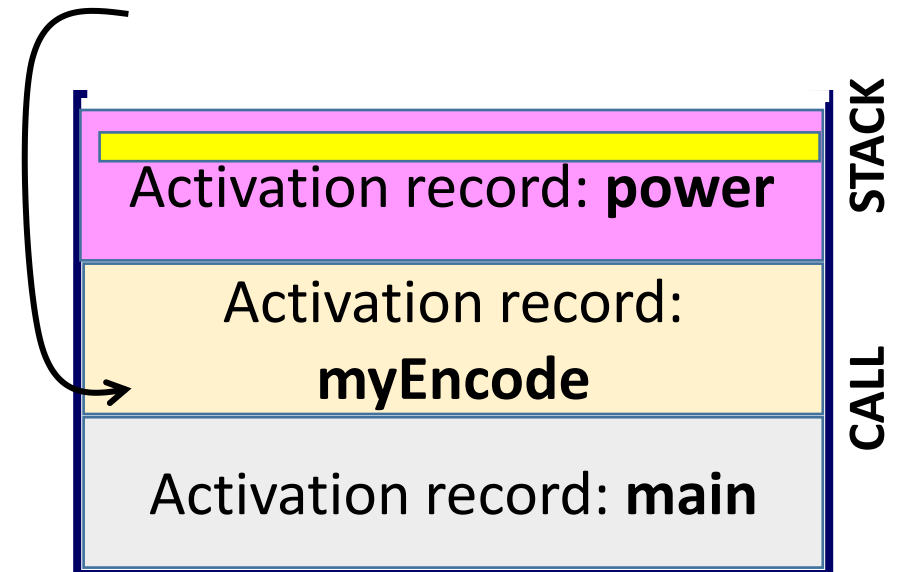 Activation record: power
Activation record:
myEncode
Activation record: main
CALL STACK